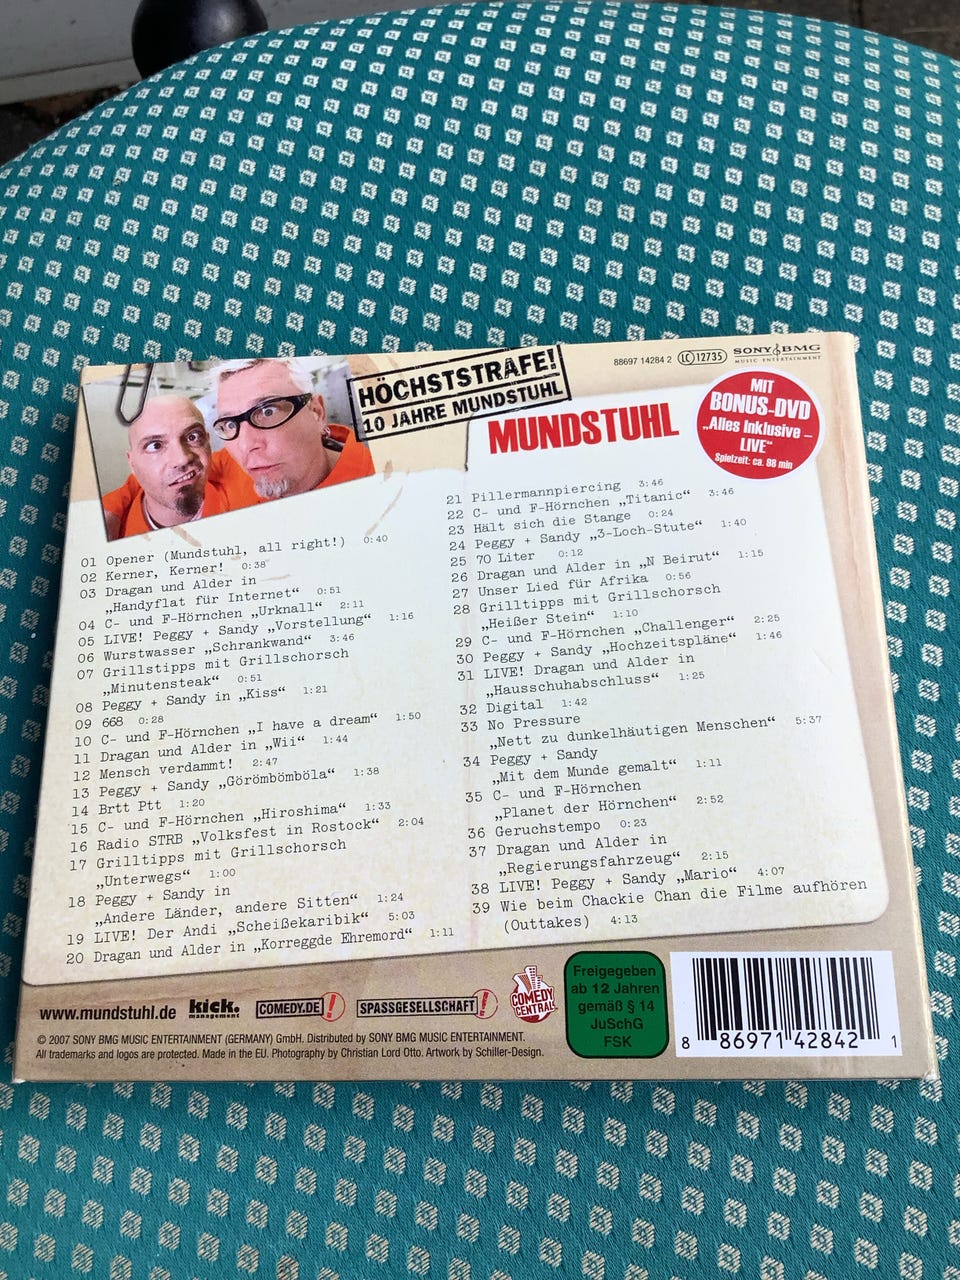 HÖCHSTSTRAFE!
10 JAHRE MUNDSTUHL
88697 14284 2
LC 12735
SONY BMG
MUSIC ENTERTAINMENT
MUNDSTUHL
MIT
BONUS-DVD
„Alles Inklusive –
LIVE“
Spielzeit: ca. 98 min
01 Opener (Mundstuhl, all right!) 0:40
02 Kerner, Kerner! 0:38
03 Dragan und Alder in
„Handyflat für Internet“ 0:51
04 C- und F-Hörnchen „Urknall“ 2:11
05 LIVE! Peggy + Sandy „Vorstellung“ 1:16
06 Wurstwasser „Schrankwand“ 3:46
07 Grillstipps mit Grillschorsch
„Minutensteak“ 0:51
08 Peggy + Sandy in „Kiss“ 1:21
09 668 0:28
10 C- und F-Hörnchen „I have a dream“ 1:50
11 Dragan und Alder in „Wii“ 1:44
12 Mensch verdammt! 2:47
13 Peggy + Sandy „Görömbömböla“ 1:38
14 Brtt Ptt 1:20
15 C- und F-Hörnchen „Hiroshima“ 1:33
16 Radio STRB „Volksfest in Rostock“ 2:04
17 Grilltipps mit Grillschorsch
„Unterwegs“ 1:00
18 Peggy + Sandy in
„Andere Länder, andere Sitten“ 1:24
19 LIVE! Der Andi „Scheißekaribik“ 5:03
20 Dragan und Alder in „Korreggde Ehremord“ 1:11
21 Pillermannpiercing 3:46
22 C- und F-Hörnchen „Titanic“ 3:46
23 Hält sich die Stange 0:24
24 Peggy + Sandy „3-Loch-Stute“ 1:40
25 70 Liter 0:12
26 Dragan und Alder in „N Beirut“ 1:15
27 Unser Lied für Afrika 0:56
28 Grilltipps mit Grillschorsch
„Heißer Stein“ 1:10
29 C- und F-Hörnchen „Challenger“ 2:25
30 Peggy + Sandy „Hochzeitspläne“ 1:46
31 LIVE! Dragan und Alder in
„Hausschuhabschluss“ 1:25
32 Digital 1:42
33 No Pressure
„Nett zu dunkelhäutigen Menschen“ 5:37
34 Peggy + Sandy
„Mit dem Munde gemalt“ 1:11
35 C- und F-Hörnchen
„Planet der Hörnchen“ 2:52
36 Geruchstempo 0:23
37 Dragan und Alder in
„Regierungsfahrzeug“ 2:15
38 LIVE! Peggy + Sandy „Mario“ 4:07
39 Wie beim Chackie Chan die Filme aufhören
(Outtakes) 4:13
www.mundstuhl.de
kick.
management
COMEDY.DE!
SPASSGESELLSCHAFT!
COMEDY
CENTRAL
Freigegeben
ab 12 Jahren
gemäß § 14
JuSchG
FSK
8 86971 42842 1
© 2007 SONY BMG MUSIC ENTERTAINMENT (GERMANY) GmbH. Distributed by SONY BMG MUSIC ENTERTAINMENT.
All trademarks and logos are protected. Made in the EU. Photography by Christian Lord Otto. Artwork by Schiller-Design.